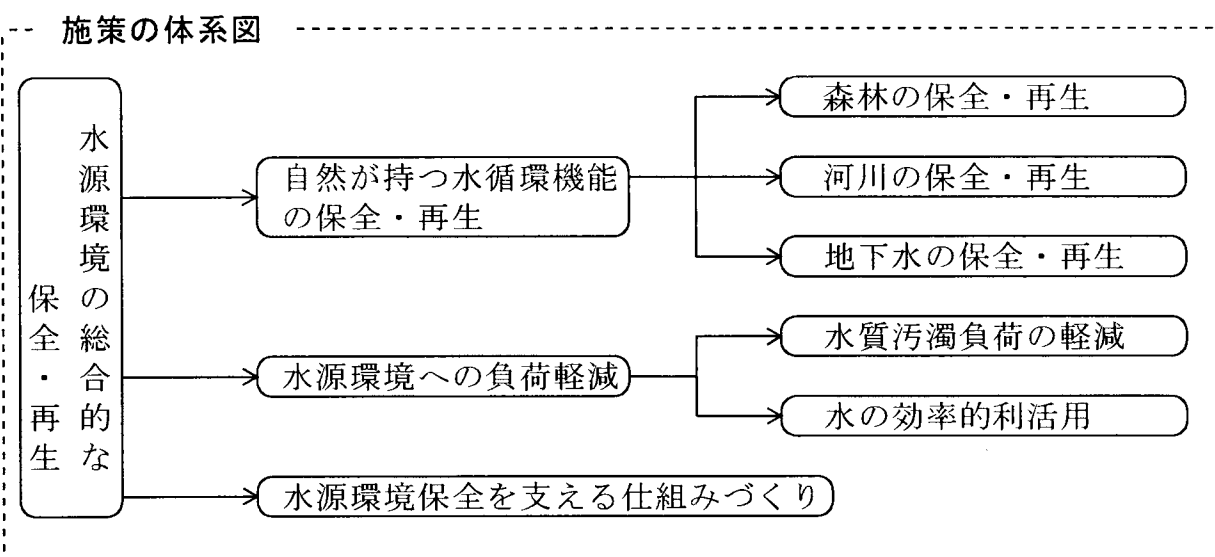 施策の体系図
水源環境の総合的な
保全・再生
自然が持つ水循環機能
の保全・再生
森林の保全・再生
河川の保全・再生
地下水の保全・再生
水源環境への負荷軽減
水質汚濁負荷の軽減
水の効率的利活用
水源環境保全を支える仕組みづくり